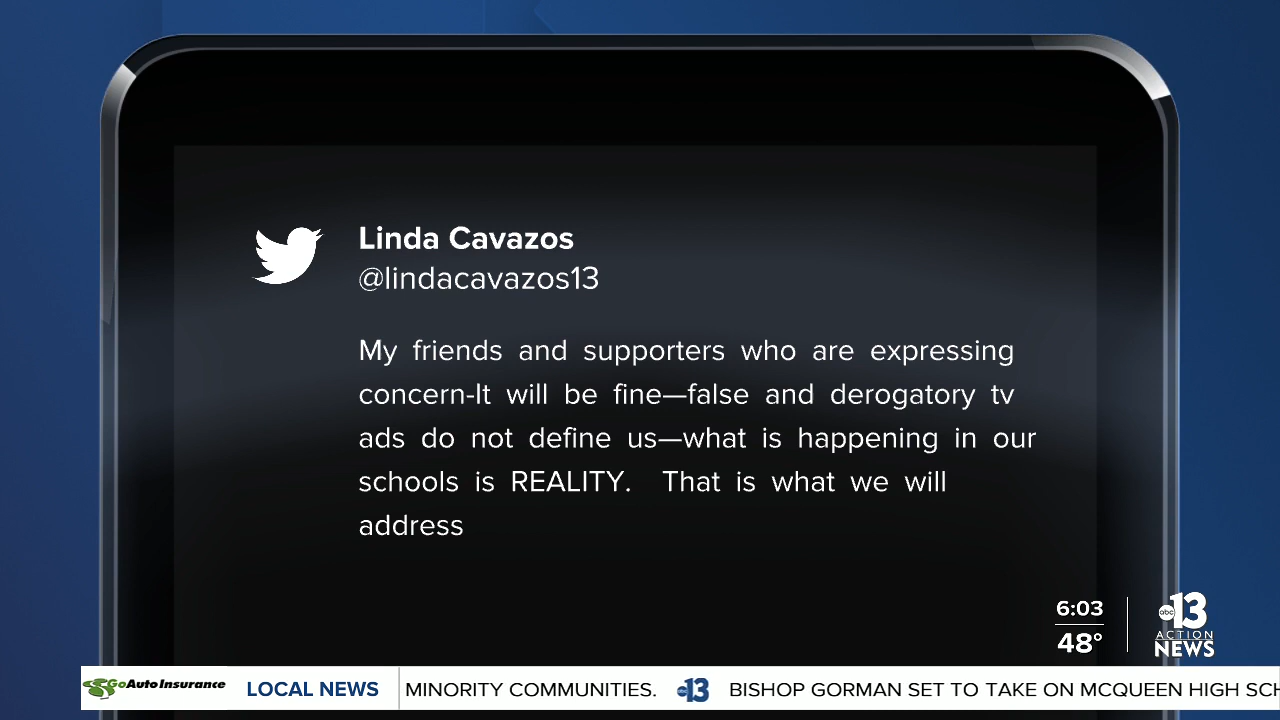 Linda Cavazos
@lindacavazos13
My friends and supporters who are expressing
concern-It will be fine—false and derogatory tv
ads do not define us—what is happening in our
schools is REALITY. That is what we will
address
6:03
48°
abc 13
ACTION
NEWS
GoAuto Insurance LOCAL NEWS MINORITY COMMUNITIES. abc 13 BISHOP GORMAN SET TO TAKE ON MCQUEEN HIGH SCH